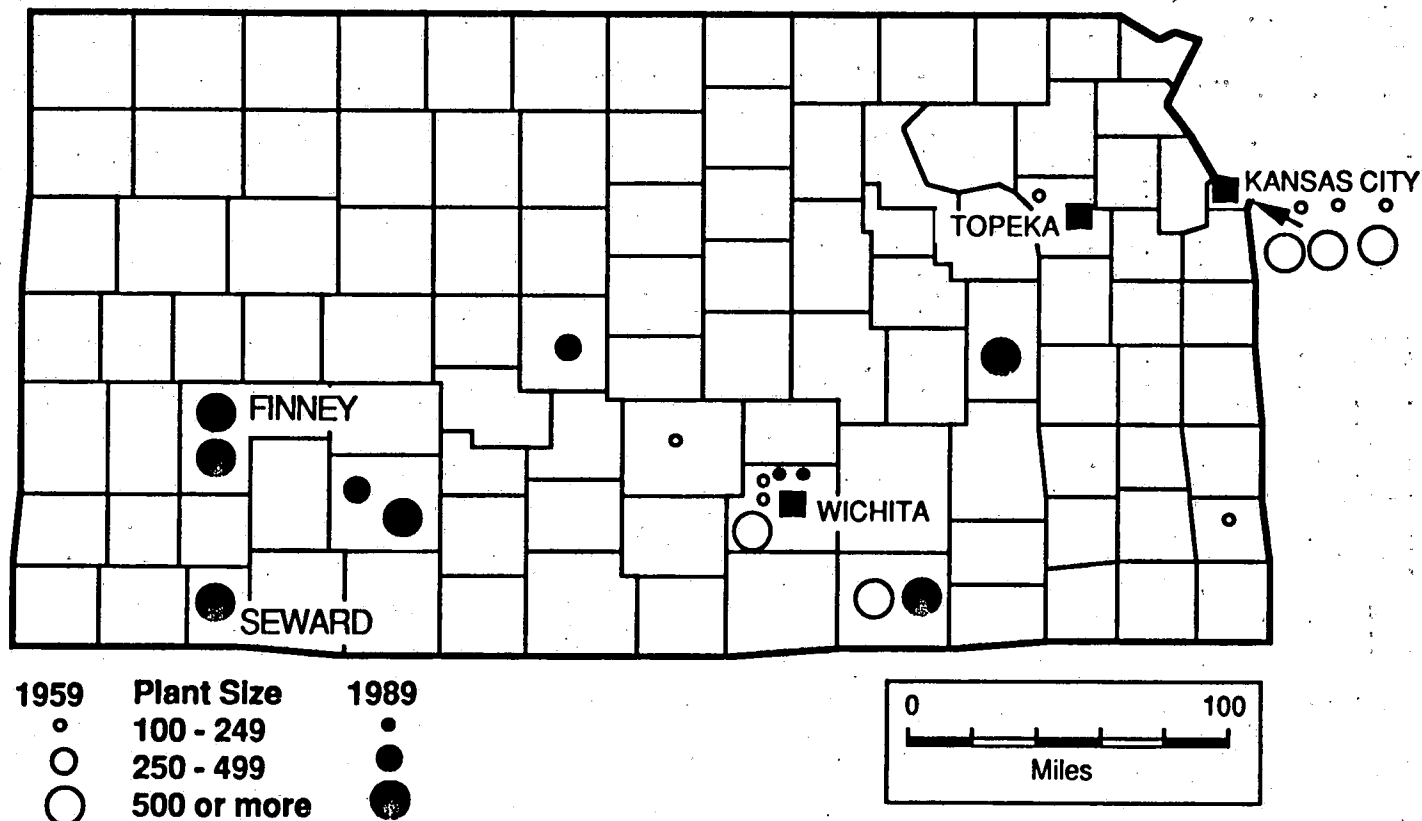 KANSAS CITY
TOPEKA
FINNEY
WICHITA
SEWARD
1959 Plant Size 1989
100 - 249
250 - 499
500 or more
0 100
Miles